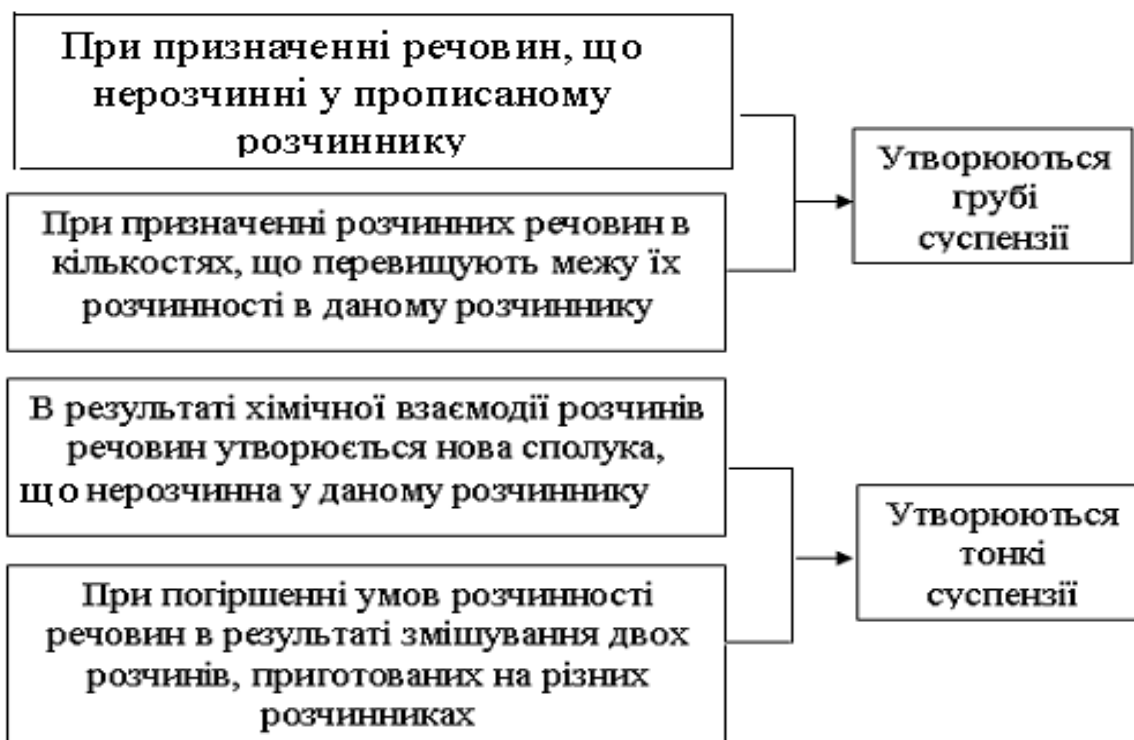 При призначенні речовин, що
нерозчинні у прописаному
розчиннику
Утворюються
грубі
суспензії
При призначенні розчинних речовин в
кількостях, що перевищують межу їх
розчинності в даному розчиннику
В результаті хімічної взаємодії розчинів
речовин утворюється нова сполука,
що нерозчинна у даному розчиннику
Утворюються
тонкі
суспензії
При погіршенні умов розчинності
речовин в результаті змішування двох
розчинів, приготованих на різних
розчинниках